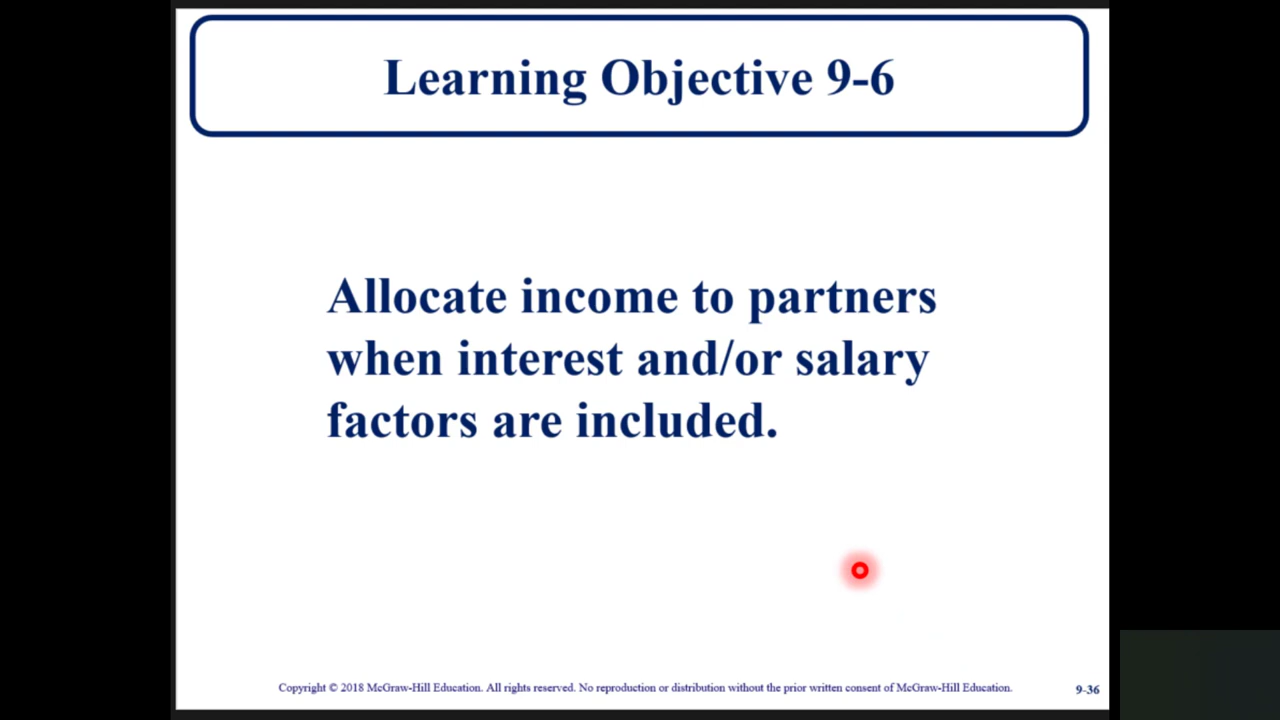 Learning Objective 9-6
Allocate income to partners
when interest and/or salary
factors are included.
Copyright © 2018 McGraw-Hill Education. All rights reserved. No reproduction or distribution without the prior written consent of McGraw-Hill Education.
9-36